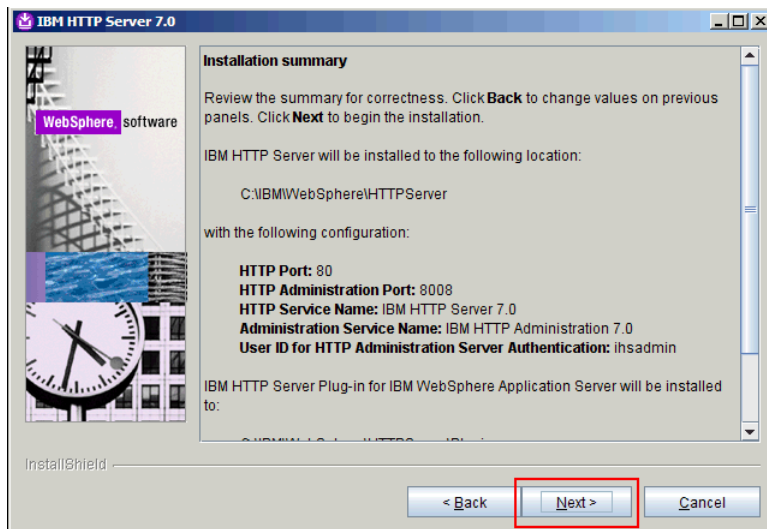 IBM HTTP Server 7.0
WebSphere software
Installation summary
Review the summary for correctness. Click Back to change values on previous
panels. Click Next to begin the installation.
IBM HTTP Server will be installed to the following location:
C:\IBM\WebSphere\HTTPServer
with the following configuration:
HTTP Port: 80
HTTP Administration Port: 8008
HTTP Service Name: IBM HTTP Server 7.0
Administration Service Name: IBM HTTP Administration 7.0
User ID for HTTP Administration Server Authentication: ihsadmin
IBM HTTP Server Plug-in for IBM WebSphere Application Server will be installed
to:
InstallShield
< Back
Next >
Cancel